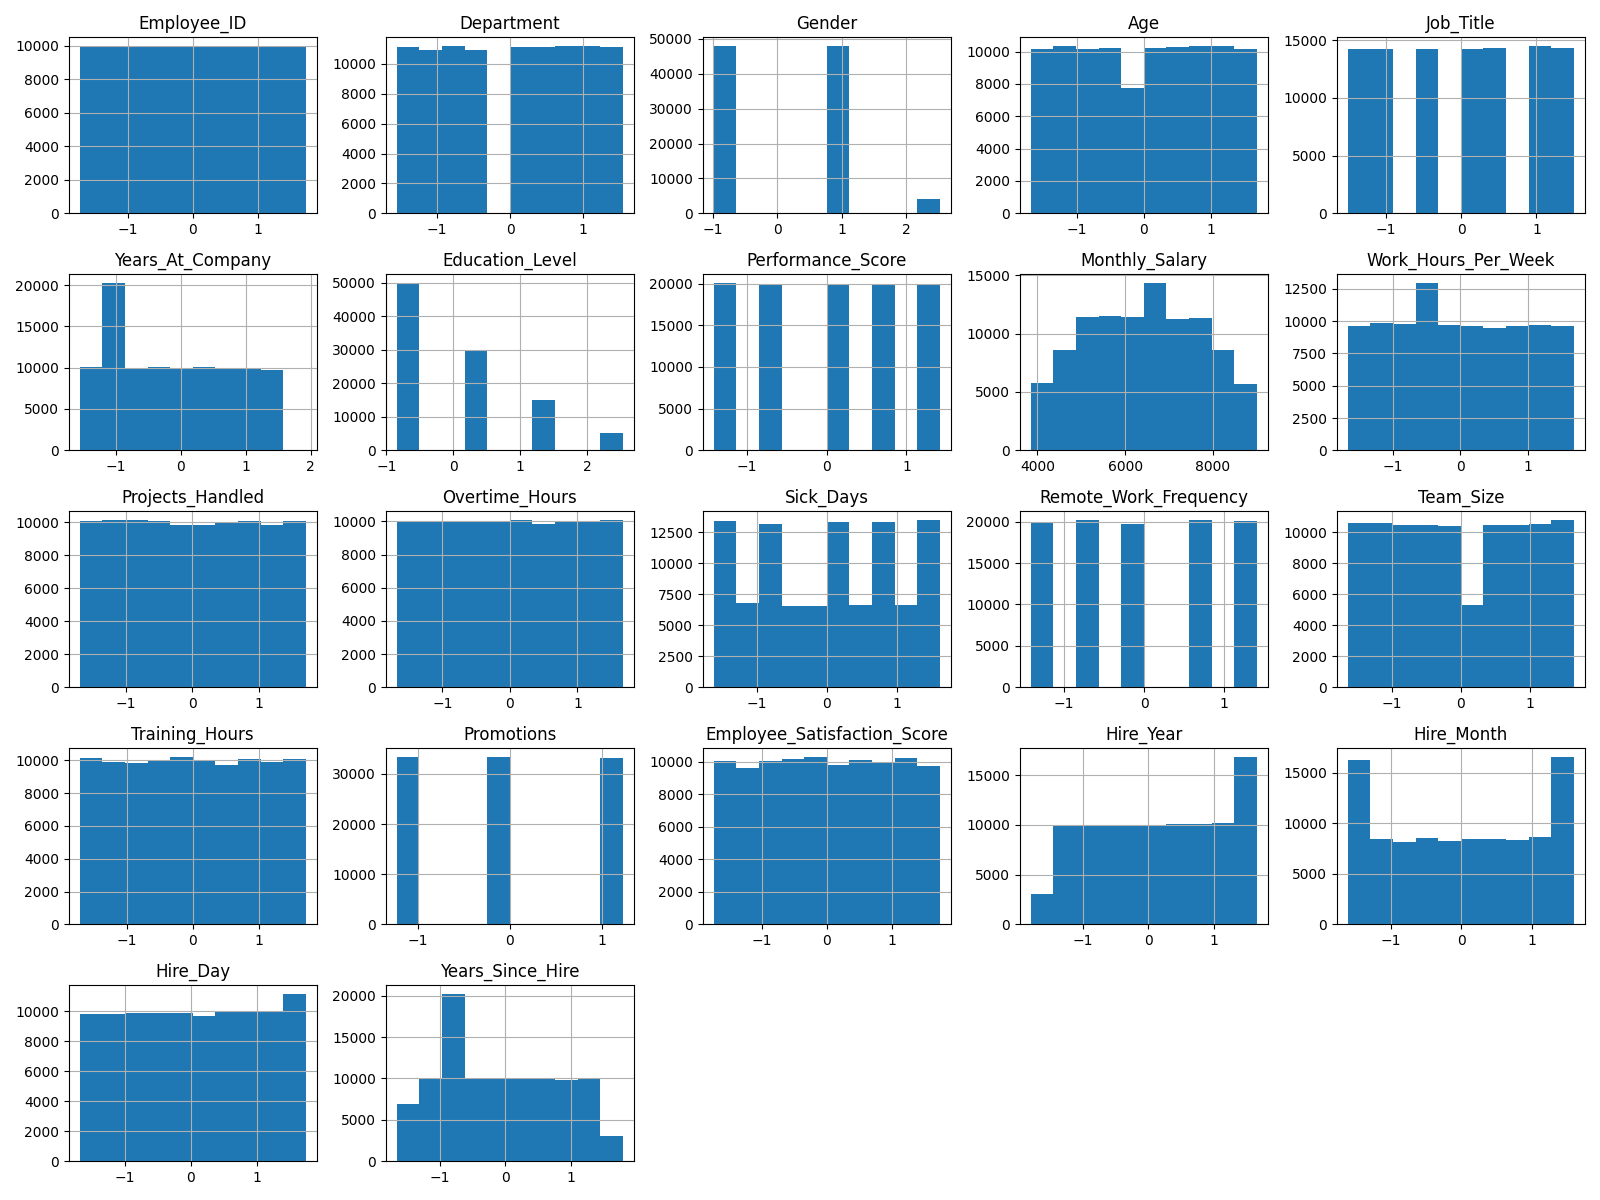 Employee_ID Department Gender Age Job_Title
10000 8000 6000 4000 2000 0 −1 0 1
10000 8000 6000 4000 2000 0 −1 0 1
50000 40000 30000 20000 10000 0 −1 0 1 2
10000 8000 6000 4000 2000 0 −1 0 1
15000 10000 5000 0 −1 0 1
Years_At_Company Education_Level Performance_Score Monthly_Salary Work_Hours_Per_Week
20000 15000 10000 5000 0 −1 0 1 2
50000 40000 30000 20000 10000 0 −1 0 1 2
20000 15000 10000 5000 0 −1 0 1
15000 10000 5000 0 4000 6000 8000
12500 10000 7500 5000 2500 0 −1 0 1
Projects_Handled Overtime_Hours Sick_Days Remote_Work_Frequency Team_Size
10000 8000 6000 4000 2000 0 −1 0 1
10000 8000 6000 4000 2000 0 −1 0 1
12500 10000 7500 5000 2500 0 −1 0 1
20000 15000 10000 5000 0 −1 0 1
10000 8000 6000 4000 2000 0 −1 0 1
Training_Hours Promotions Employee_Satisfaction_Score Hire_Year Hire_Month
10000 8000 6000 4000 2000 0 −1 0 1
30000 20000 10000 0 −1 0 1
10000 8000 6000 4000 2000 0 −1 0 1
15000 10000 5000 0 −1 0 1
15000 10000 5000 0 −1 0 1
Hire_Day Years_Since_Hire
10000 8000 6000 4000 2000 0 −1 0 1
20000 15000 10000 5000 0 −1 0 1